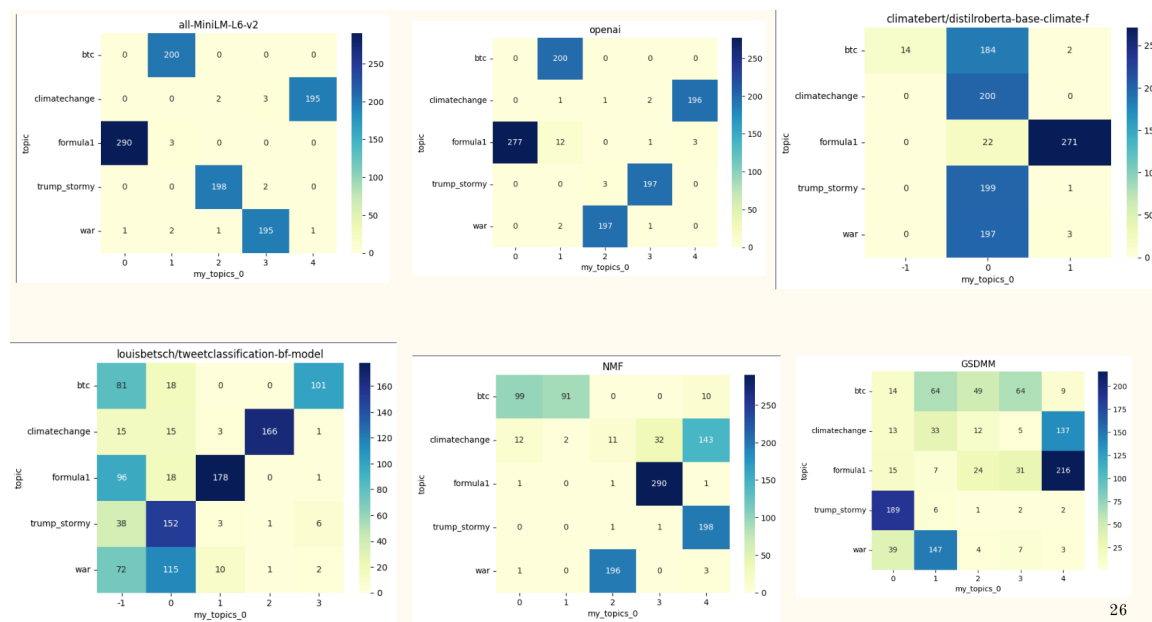 all-MiniLM-L6-v2
btc
0 200 0 0 0
climatechange
0 0 2 3 195
formula1
290 3 0 0 0
trump_stormy
0 0 198 2 0
war
1 2 1 195 1
topic
0 1 2 3 4
my_topics_0
250
200
150
100
50
0
openai
btc
0 200 0 0 0
climatechange
0 1 1 2 196
formula1
277 12 0 1 3
trump_stormy
0 0 3 197 0
war
0 2 197 1 0
topic
0 1 2 3 4
my_topics_0
250
200
150
100
50
0
climatebert/distilroberta-base-climate-f
btc
14 184 2
climatechange
0 200 0
formula1
0 22 271
trump_stormy
0 199 1
war
0 197 3
topic
-1 0 1
my_topics_0
25
20
15
10
50
0
louisbetsch/tweetclassification-bf-model
btc
81 18 0 0 101
climatechange
15 15 3 166 1
formula1
96 18 178 0 1
trump_stormy
38 152 3 1 6
war
72 115 10 1 2
topic
-1 0 1 2 3
my_topics_0
160
140
120
100
80
60
40
20
0
NMF
btc
99 91 0 0 10
climatechange
12 2 11 32 143
formula1
1 0 1 290 1
trump_stormy
0 0 1 1 198
war
1 0 196 0 3
topic
0 1 2 3 4
my_topics_0
250
200
150
100
50
0
GSDMM
btc
14 64 49 64 9
climatechange
13 33 12 5 137
formula1
15 7 24 31 216
trump_stormy
189 6 1 2 2
war
39 147 4 7 3
topic
0 1 2 3 4
my_topics_0
200
175
150
125
100
75
50
25
26